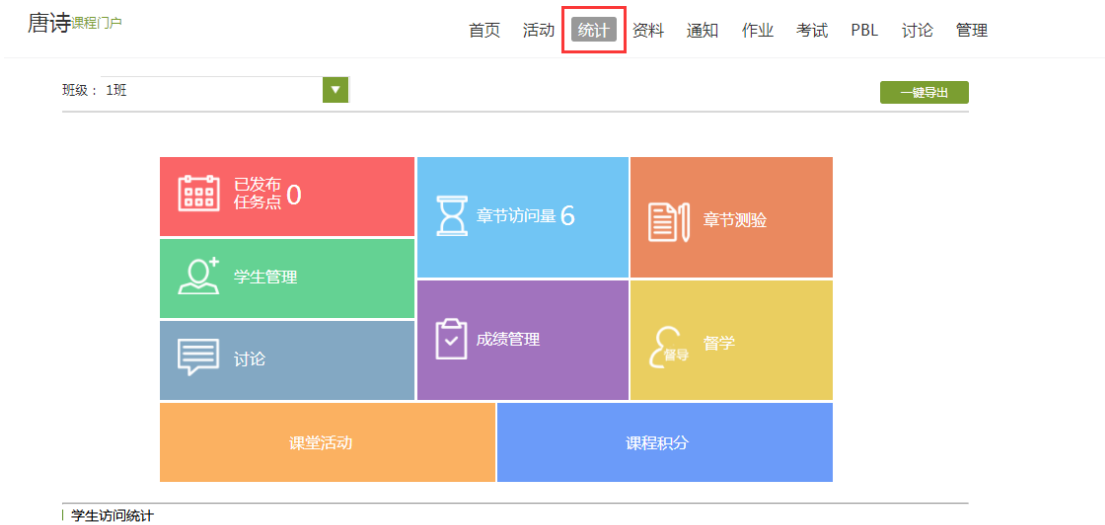 唐诗课程门户
首页 活动 统计 资料 通知 作业 考试 PBL 讨论 管理
班级： 1班
一键导出
已发布
任务点 0
章节访问量 6
章节测验
学生管理
成绩管理
督导
督学
讨论
课堂活动
课程积分
学生访问统计